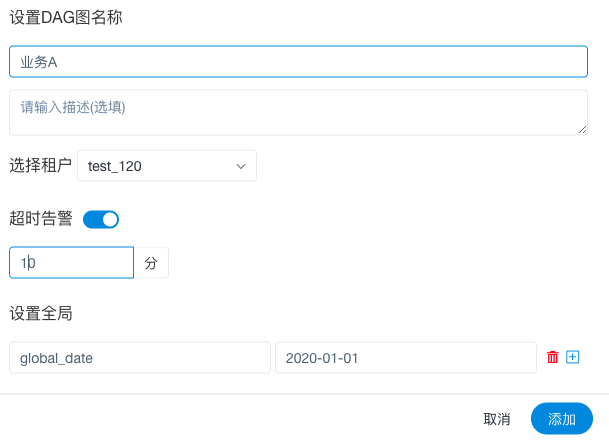 设置DAG图名称
业务A
请输入描述(选填)
选择租户 test_120
超时告警
10 分
设置全局
global_date 2020-01-01
取消 添加